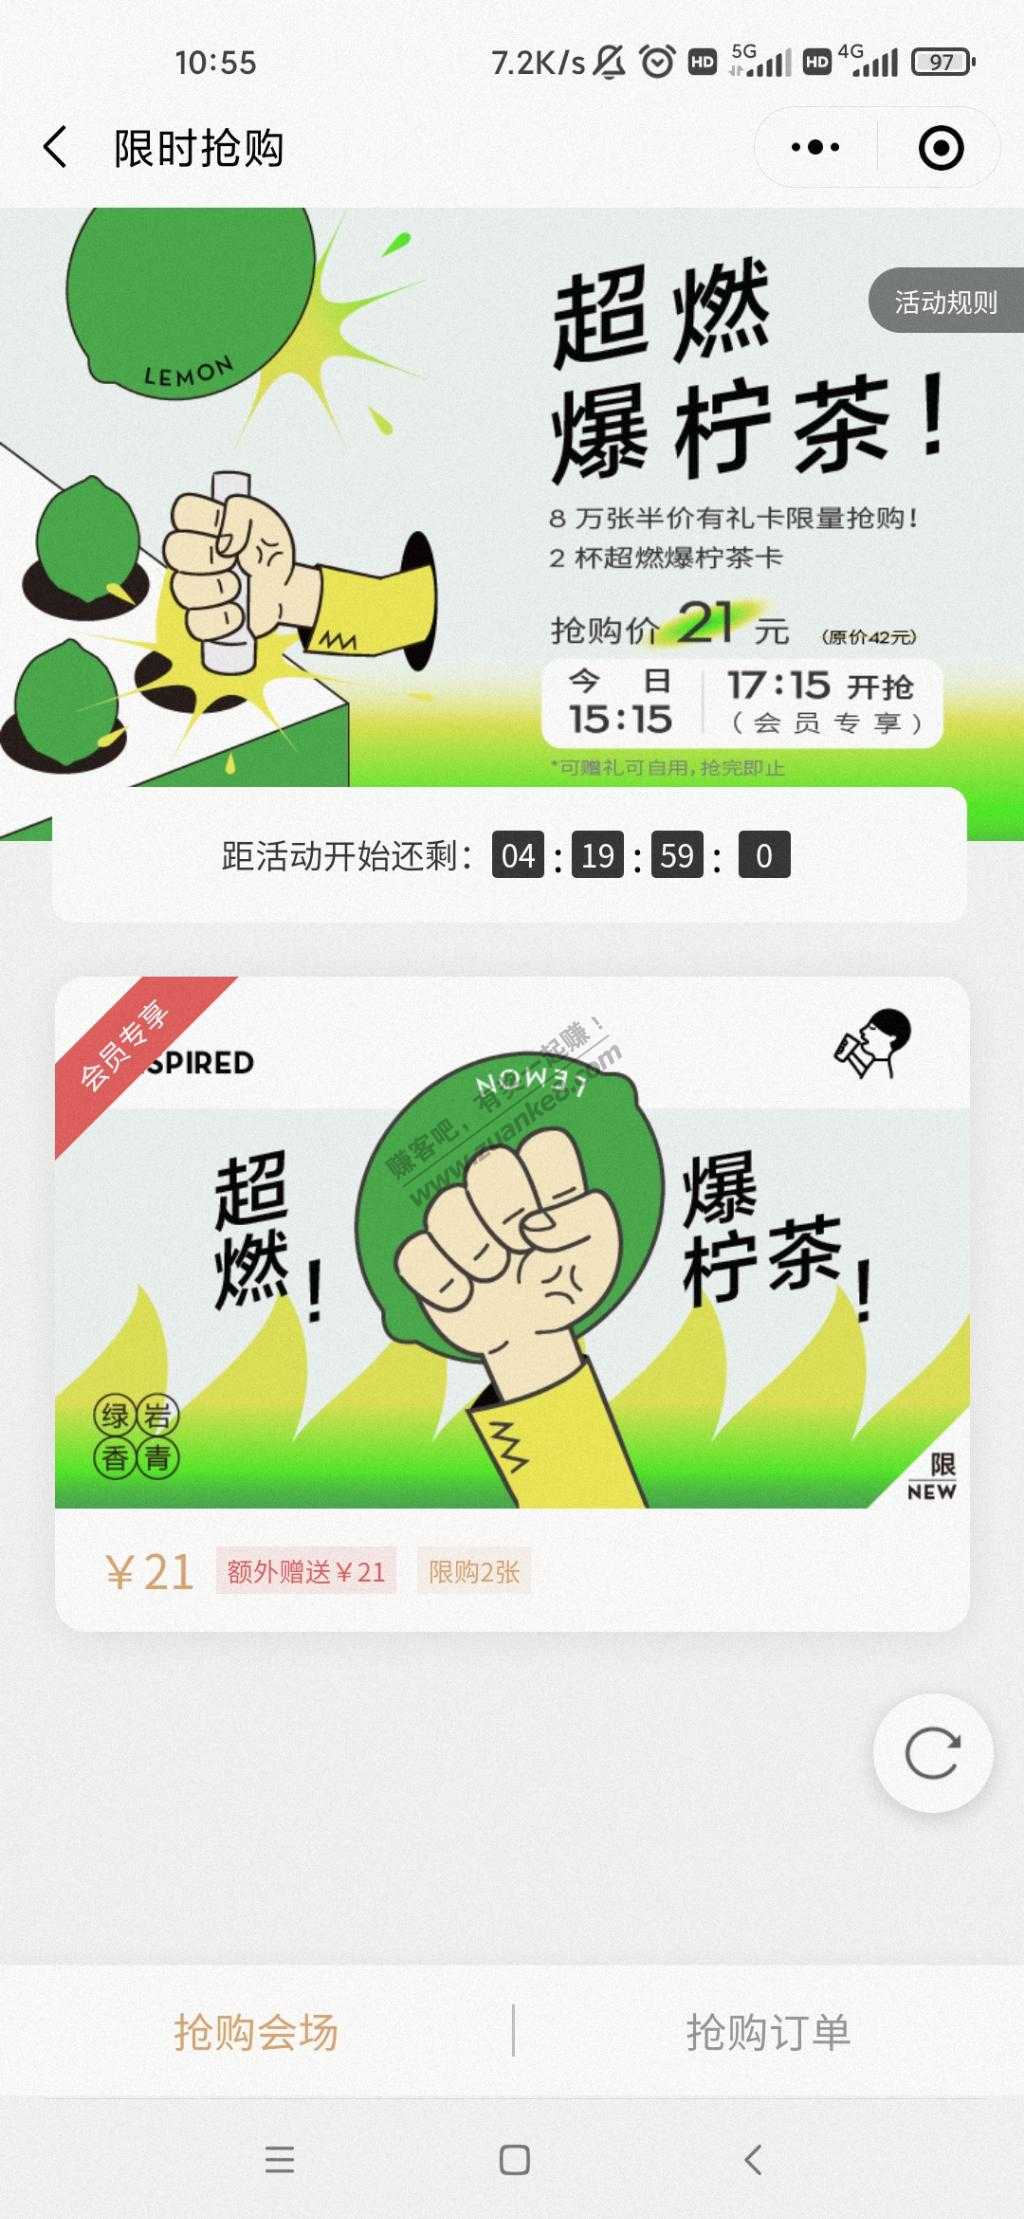 10:55
7.2K/s
HD
5G
HD
4G
97
限时抢购
活动规则
LEMON
超燃
爆柠茶！
8 万张半价有礼卡限量抢购！
2 杯超燃爆柠茶卡
抢购价 21 元 （原价42元）
今日 17:15 开抢
15:15 （会员专享）
*可赠礼可自用，抢完即止
距活动开始还剩： 04 : 19 : 59 : 0
会员专享
SPIRED
LEMON
赚客吧，有奖一起赚！
www.zuanke8.com
超燃！
爆柠茶！
绿岩
香青
限
NEW
￥21 额外赠送￥21 限购2张
抢购会场
抢购订单